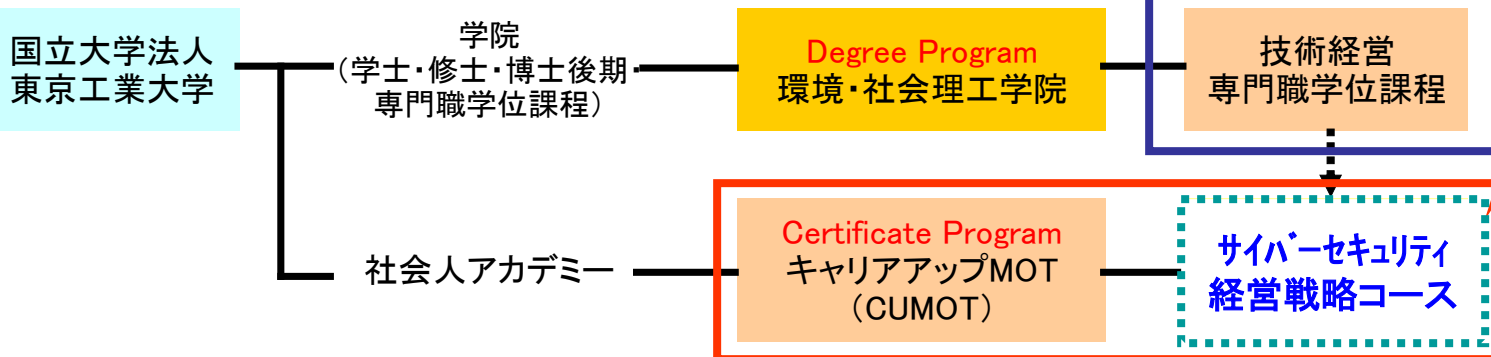 国立大学法人
東京工業大学
学院
(学士・修士・博士後期・
専門職学位課程)
Degree Program
環境・社会理工学院
技術経営
専門職学位課程
社会人アカデミー
Certificate Program
キャリアアップMOT
(CUMOT)
サイバーセキュリティ
経営戦略コース